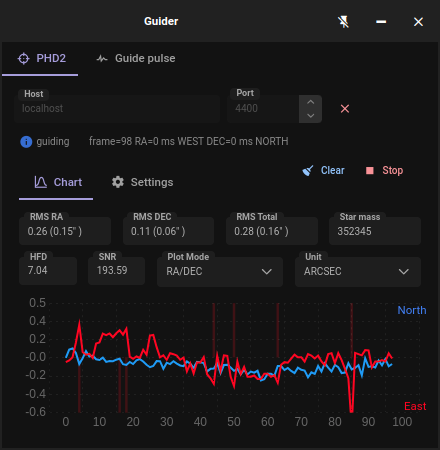 Guider
PHD2 Guide pulse
Host Port
localhost 4400
guiding frame=98 RA=0 ms WEST DEC=0 ms NORTH
Clear Stop
Chart Settings
RMS RA RMS DEC RMS Total Star mass
0.26 (0.15" ) 0.11 (0.06" ) 0.28 (0.16" ) 352345
HFD SNR Plot Mode Unit
7.04 193.59 RA/DEC ARCSEC
0.5
North
0.4
0.2
-0.0
-0.2
-0.4
East
-0.6
0 10 20 30 40 50 60 70 80 90 100